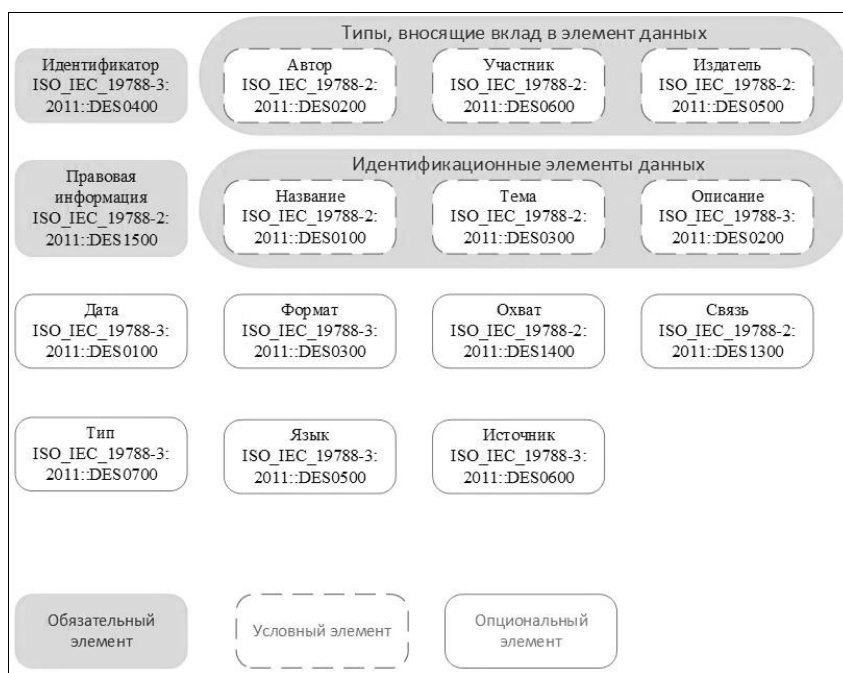 Типы, вносящие вклад в элемент данных
Идентификатор
ISO_IEC_19788-3:
2011::DES0400
Автор
ISO_IEC_19788-2:
2011::DES0200
Участник
ISO_IEC_19788-2:
2011::DES0600
Издатель
ISO_IEC_19788-2:
2011::DES0500
Идентификационные элементы данных
Правовая
информация
ISO_IEC_19788-2:
2011::DES1500
Название
ISO_IEC_19788-2:
2011::DES0100
Тема
ISO_IEC_19788-2:
2011::DES0300
Описание
ISO_IEC_19788-3:
2011::DES0200
Дата
ISO_IEC_19788-3:
2011::DES0100
Формат
ISO_IEC_19788-3:
2011::DES0300
Охват
ISO_IEC_19788-2:
2011::DES1400
Связь
ISO_IEC_19788-2:
2011::DES1300
Тип
ISO_IEC_19788-3:
2011::DES0700
Язык
ISO_IEC_19788-3:
2011::DES0500
Источник
ISO_IEC_19788-3:
2011::DES0600
Обязательный
элемент
Условный элемент
Опциональный
элемент